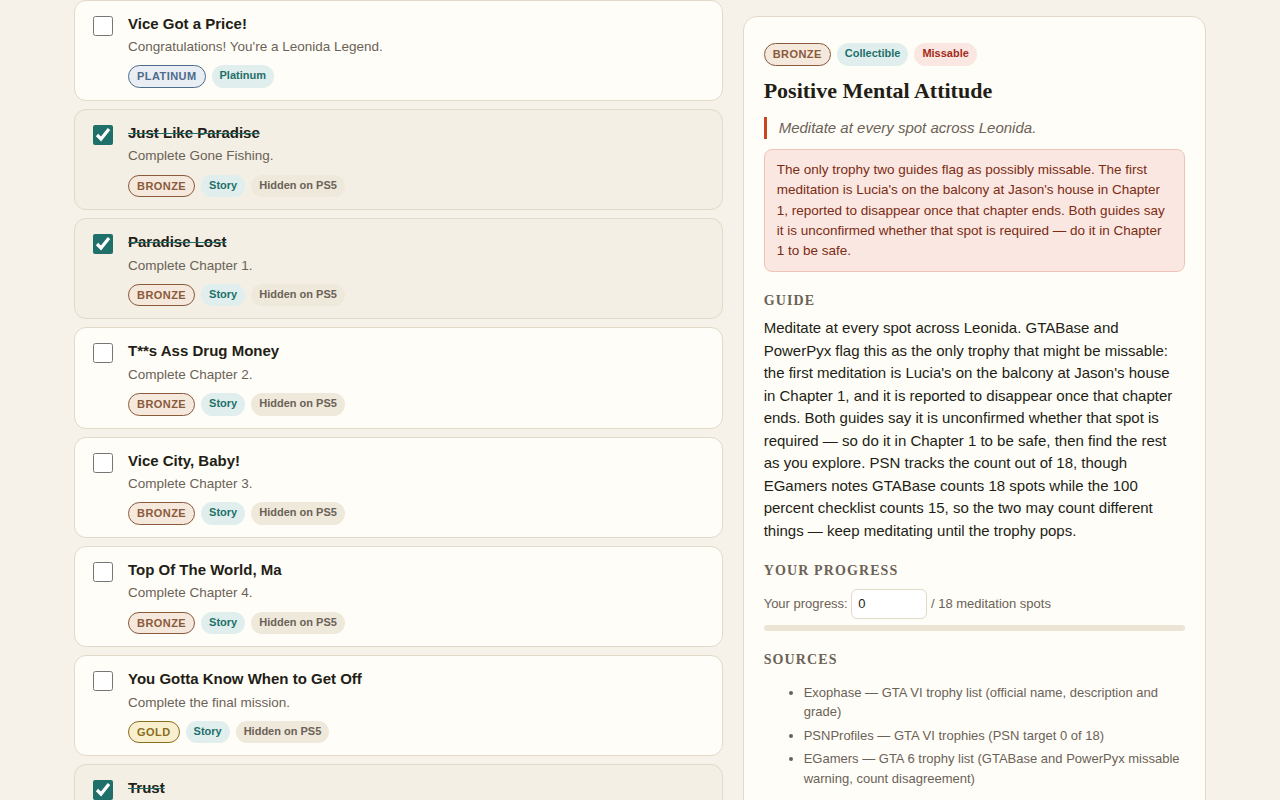 Vice Got a Price!
Congratulations! You're a Leonida Legend.
PLATINUM Platinum
Just Like Paradise
Complete Gone Fishing.
BRONZE Story Hidden on PS5
Paradise Lost
Complete Chapter 1.
BRONZE Story Hidden on PS5
T**s Ass Drug Money
Complete Chapter 2.
BRONZE Story Hidden on PS5
Vice City, Baby!
Complete Chapter 3.
BRONZE Story Hidden on PS5
Top Of The World, Ma
Complete Chapter 4.
BRONZE Story Hidden on PS5
You Gotta Know When to Get Off
Complete the final mission.
GOLD Story Hidden on PS5
Trust
BRONZE Collectible Missable
Positive Mental Attitude
Meditate at every spot across Leonida.
The only trophy two guides flag as possibly missable. The first
meditation is Lucia's on the balcony at Jason's house in Chapter
1, reported to disappear once that chapter ends. Both guides say
it is unconfirmed whether that spot is required — do it in Chapter
1 to be safe.
GUIDE
Meditate at every spot across Leonida. GTABase and
PowerPyx flag this as the only trophy that might be missable:
the first meditation is Lucia's on the balcony at Jason's house
in Chapter 1, and it is reported to disappear once that chapter
ends. Both guides say it is unconfirmed whether that spot is
required — so do it in Chapter 1 to be safe, then find the rest
as you explore. PSN tracks the count out of 18, though
EGamers notes GTABase counts 18 spots while the 100
percent checklist counts 15, so the two may count different
things — keep meditating until the trophy pops.
YOUR PROGRESS
Your progress: 0 / 18 meditation spots
SOURCES
• Exophase — GTA VI trophy list (official name, description and
grade)
• PSNProfiles — GTA VI trophies (PSN target 0 of 18)
• EGamers — GTA 6 trophy list (GTABase and PowerPyx missable
warning, count disagreement)